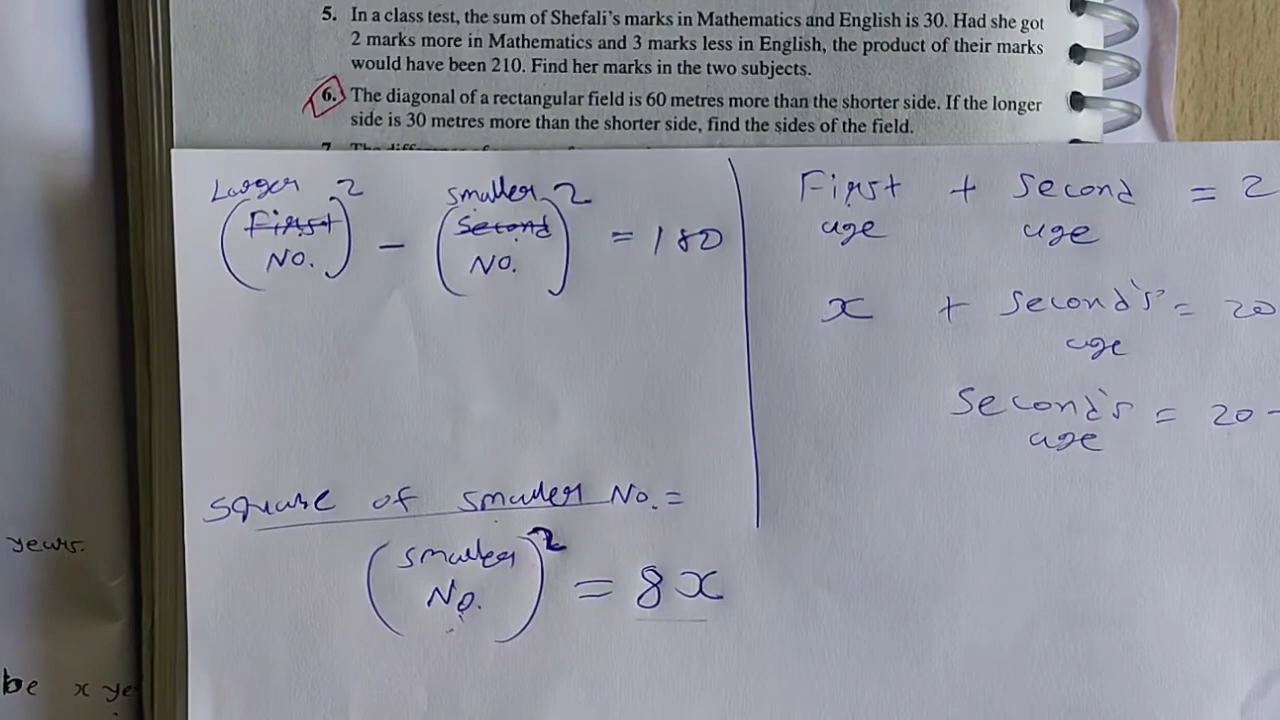 5. In a class test, the sum of Shefali's marks in Mathematics and English is 30. Had she got
2 marks more in Mathematics and 3 marks less in English, the product of their marks
would have been 210. Find her marks in the two subjects.
6. The diagonal of a rectangular field is 60 metres more than the shorter side. If the longer
side is 30 metres more than the shorter side, find the sides of the field.
7. The
Larger 2 smaller 2
(First No.) - (Second No.) = 180
square of smaller No. =
(smaller No.)2 = 8x
First age + Second age = 2
x + Second's age = 20
Second's age = 20-
years.
be x ye